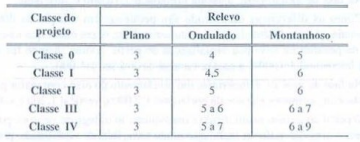 Classe do projeto Relevo
Plano Ondulado Montanhoso
Classe 0 3 4 5
Classe I 3 4,5 6
Classe II 3 5 6
Classe III 3 5 a 6 6 a 7
Classe IV 3 5 a 7 6 a 9